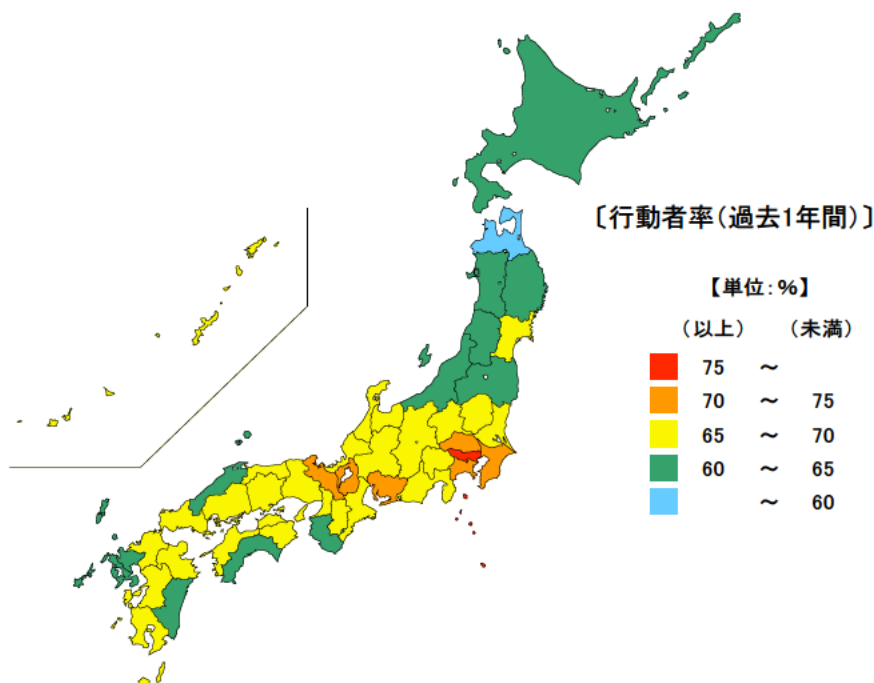 〔行動者率(過去1年間)〕
【単位:%】
(以上) (未満)
75 ～
70 ～ 75
65 ～ 70
60 ～ 65
～ 60